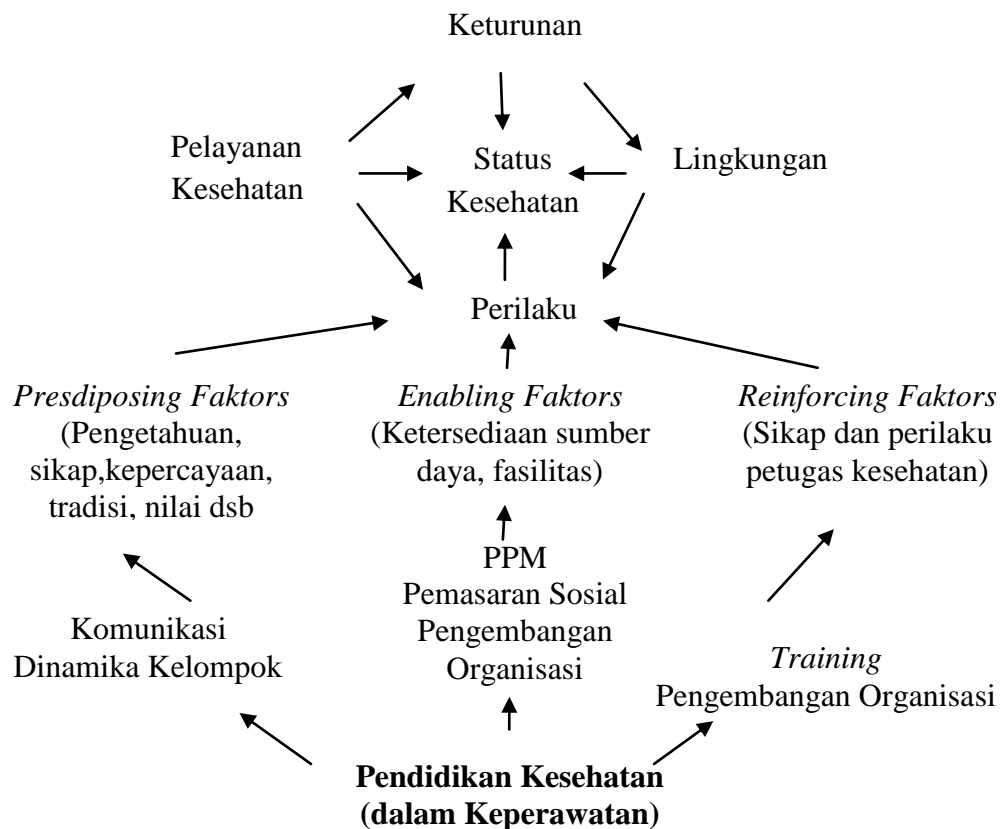 Keturunan
Pelayanan
Kesehatan
Status
Kesehatan
Lingkungan
Perilaku
Presdiposing Faktors
(Pengetahuan,
sikap,kepercayaan,
tradisi, nilai dsb
Enabling Faktors
(Ketersediaan sumber
daya, fasilitas)
Reinforcing Faktors
(Sikap dan perilaku
petugas kesehatan)
Komunikasi
Dinamika Kelompok
PPM
Pemasaran Sosial
Pengembangan
Organisasi
Training
Pengembangan Organisasi
Pendidikan Kesehatan
(dalam Keperawatan)